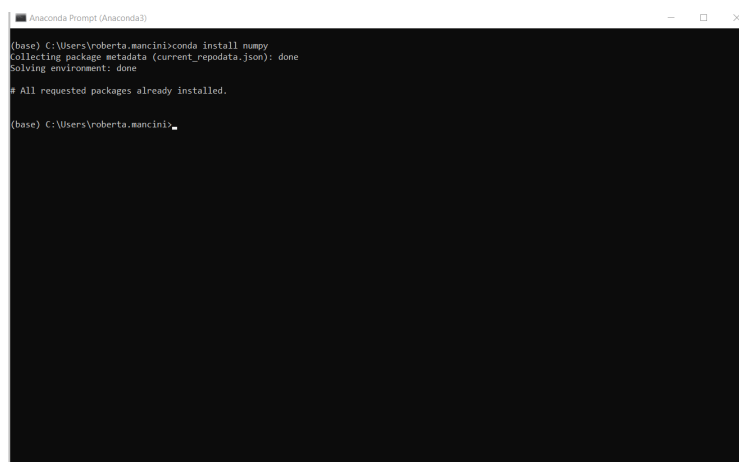 Anaconda Prompt (Anaconda3)
(base) C:\Users\roberta.mancini>conda install numpy
Collecting package metadata (current_repodata.json): done
Solving environment: done
# All requested packages already installed.
(base) C:\Users\roberta.mancini>